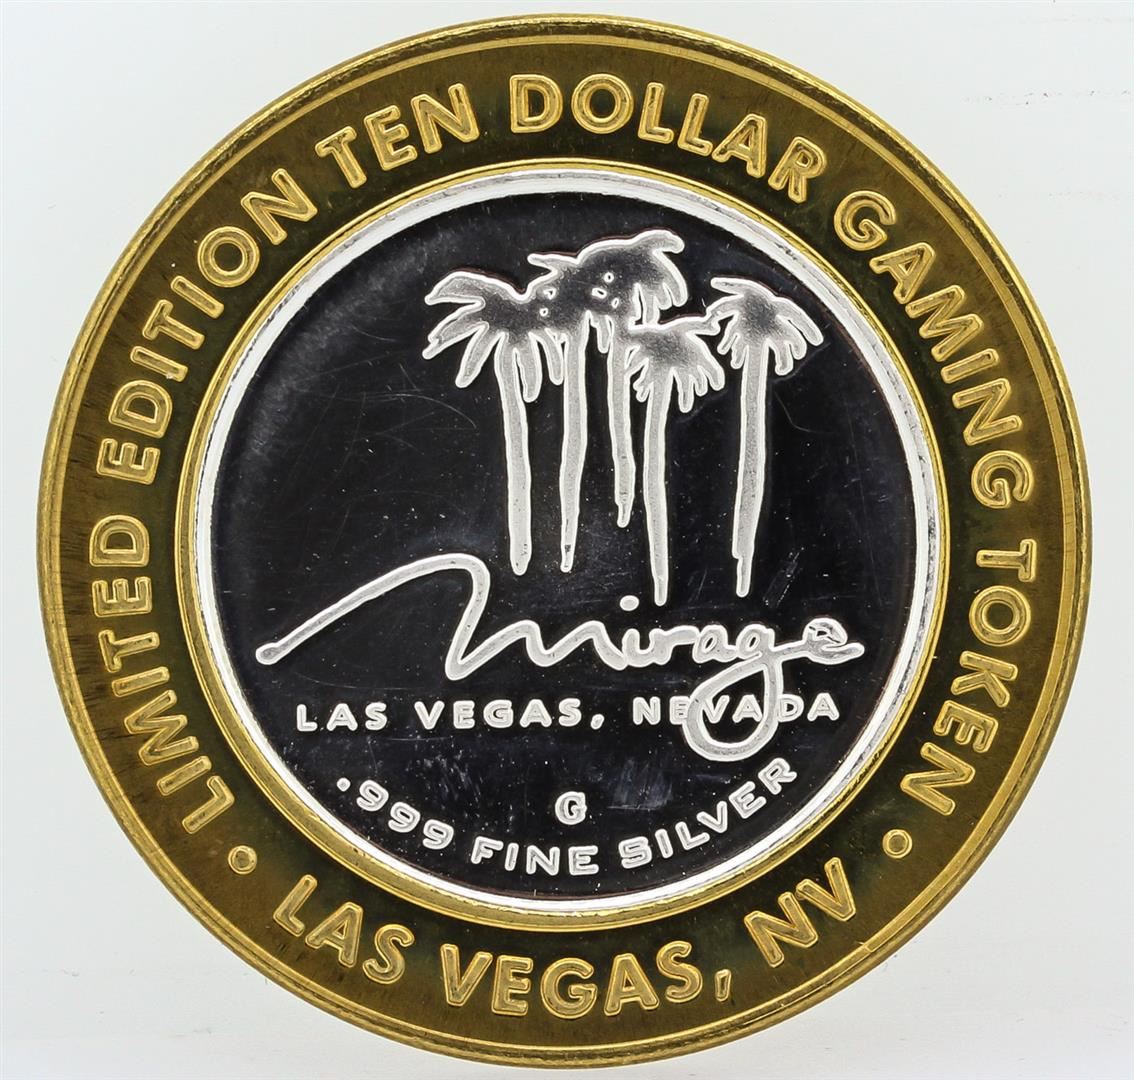 LIMITED EDITION TEN DOLLAR GAMING TOKEN
Mirage
LAS VEGAS, NEVADA
G
.999 FINE SILVER
• LAS VEGAS, NV •